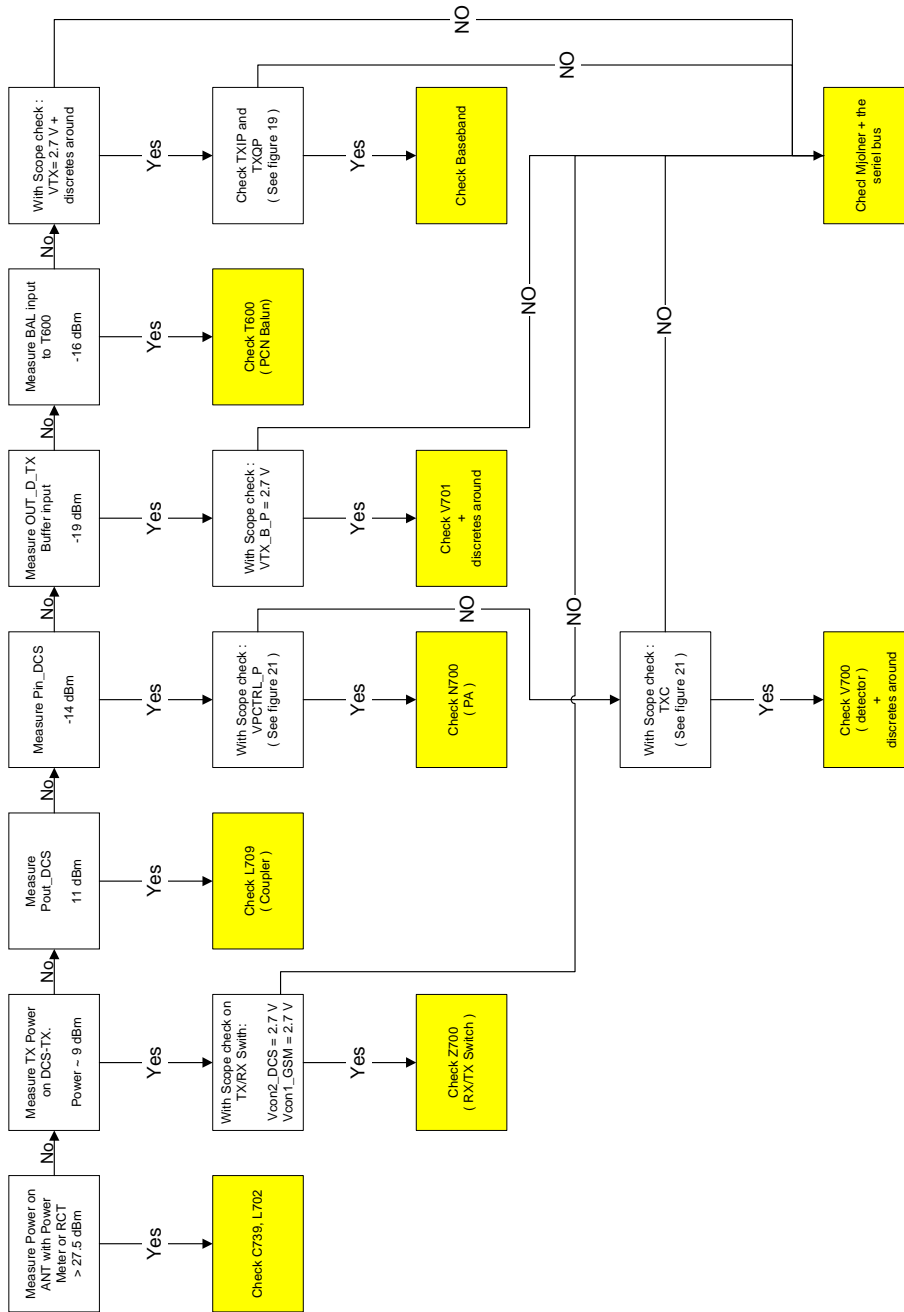 Measure Power on
ANT with Power
Meter or RCT
> 27.5 dBm
No
Yes
Check C739, L702
Measure TX Power
on DCS-TX.
Power ~ 9 dBm
No
Yes
With Scope check on
TX/RX Swith:
Vcon2_DCS = 2.7 V
Vcon1_GSM = 2.7 V
NO
Yes
Check Z700
( RX/TX Switch )
Measure
Pout_DCS
11 dBm
No
Yes
Check L709
( Coupler )
Measure Pin_DCS
-14 dBm
No
Yes
With Scope check :
VPCTRL_P
( See figure 21 )
NO
Yes
Check N700
( PA )
With Scope check :
TXC
( See figure 21 )
NO
Yes
Check V700
( detector )
+
discretes around
Measure OUT_D_TX
Buffer input
-19 dBm
No
Yes
With Scope check :
VTX_B_P = 2.7 V
NO
Yes
Check V701
+
discretes around
Measure BAL input
to T600
-16 dBm
No
Yes
Check T600
( PCN Balun)
With Scope check :
VTX= 2.7 V +
discretes around
NO
Yes
Check TXIP and
TXQP
( See figure 19 )
NO
Yes
Check Baseband
Checl Mjolner + the
seriel bus